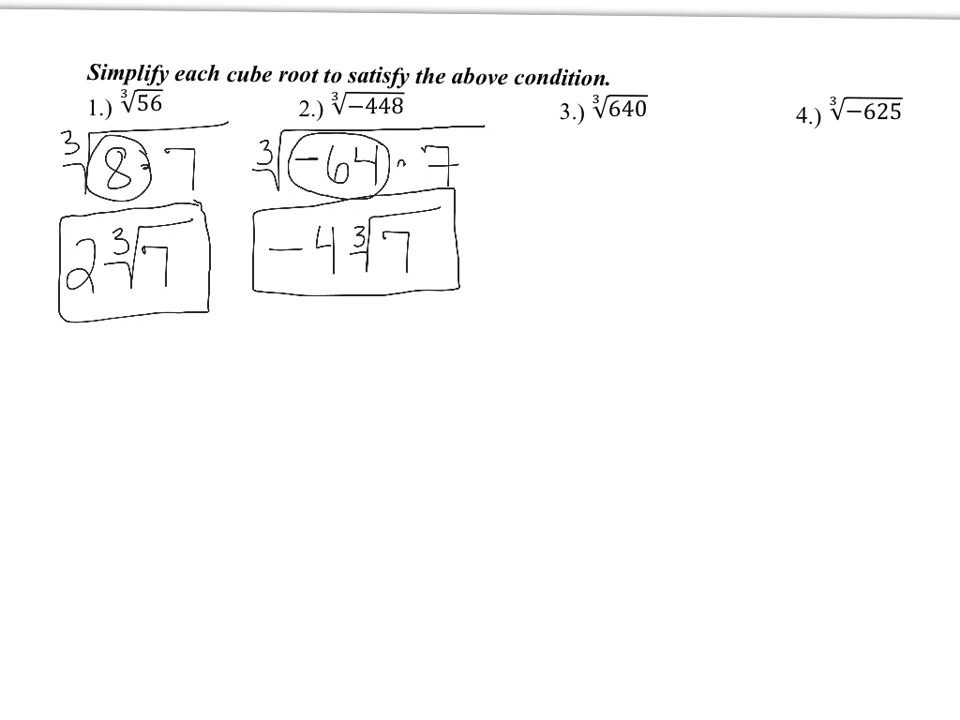 Simplify each cube root to satisfy the above condition.
1.) ∛56 2.) ∛−448 3.) ∛640 4.) ∛−625
∛8·7 ∛−64·7
2∛7 −4∛7